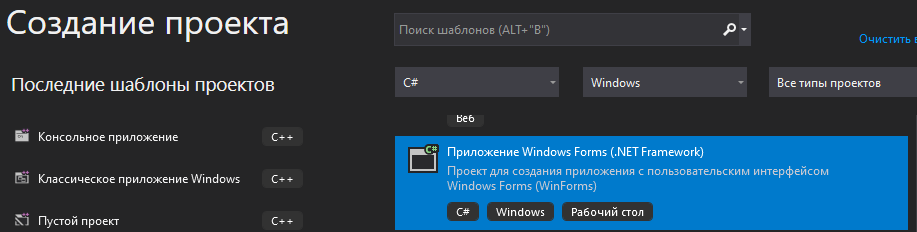 Создание проекта
Поиск шаблонов (ALT+"B")
Очистить в
Последние шаблоны проектов
C#
Windows
Все типы проектов
Консольное приложение
C++
Классическое приложение Windows
C++
Пустой проект
C++
Веб
Приложение Windows Forms (.NET Framework)
Проект для создания приложения с пользовательским интерфейсом
Windows Forms (WinForms)
C#
Windows
Рабочий стол